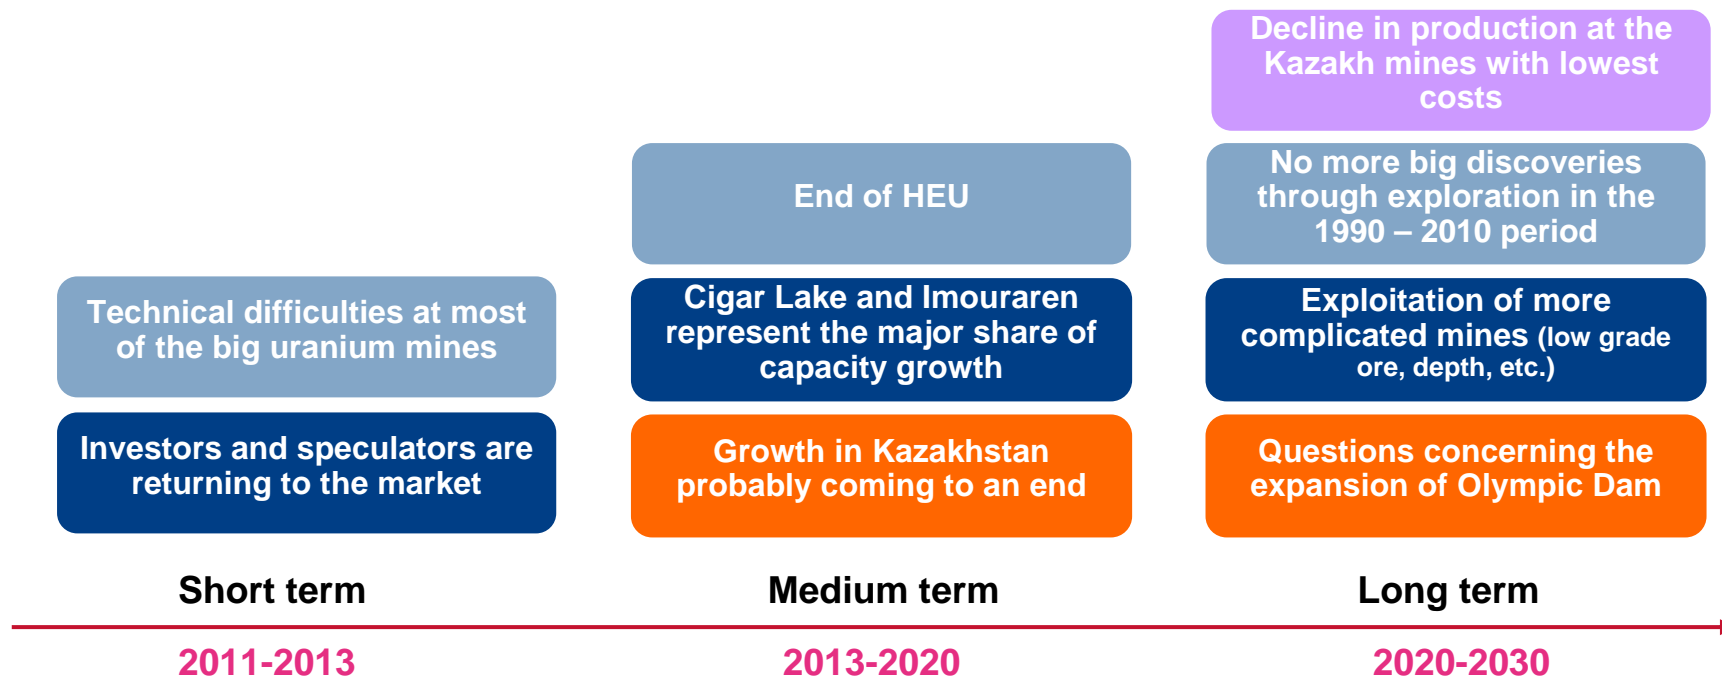 Technical difficulties at most
of the big uranium mines
Investors and speculators are
returning to the market
Short term
2011-2013
End of HEU
Cigar Lake and Imouraren
represent the major share of
capacity growth
Growth in Kazakhstan
probably coming to an end
Medium term
2013-2020
Decline in production at the
Kazakh mines with lowest
costs
No more big discoveries
through exploration in the
1990 – 2010 period
Exploitation of more
complicated mines (low grade
ore, depth, etc.)
Questions concerning the
expansion of Olympic Dam
Long term
2020-2030